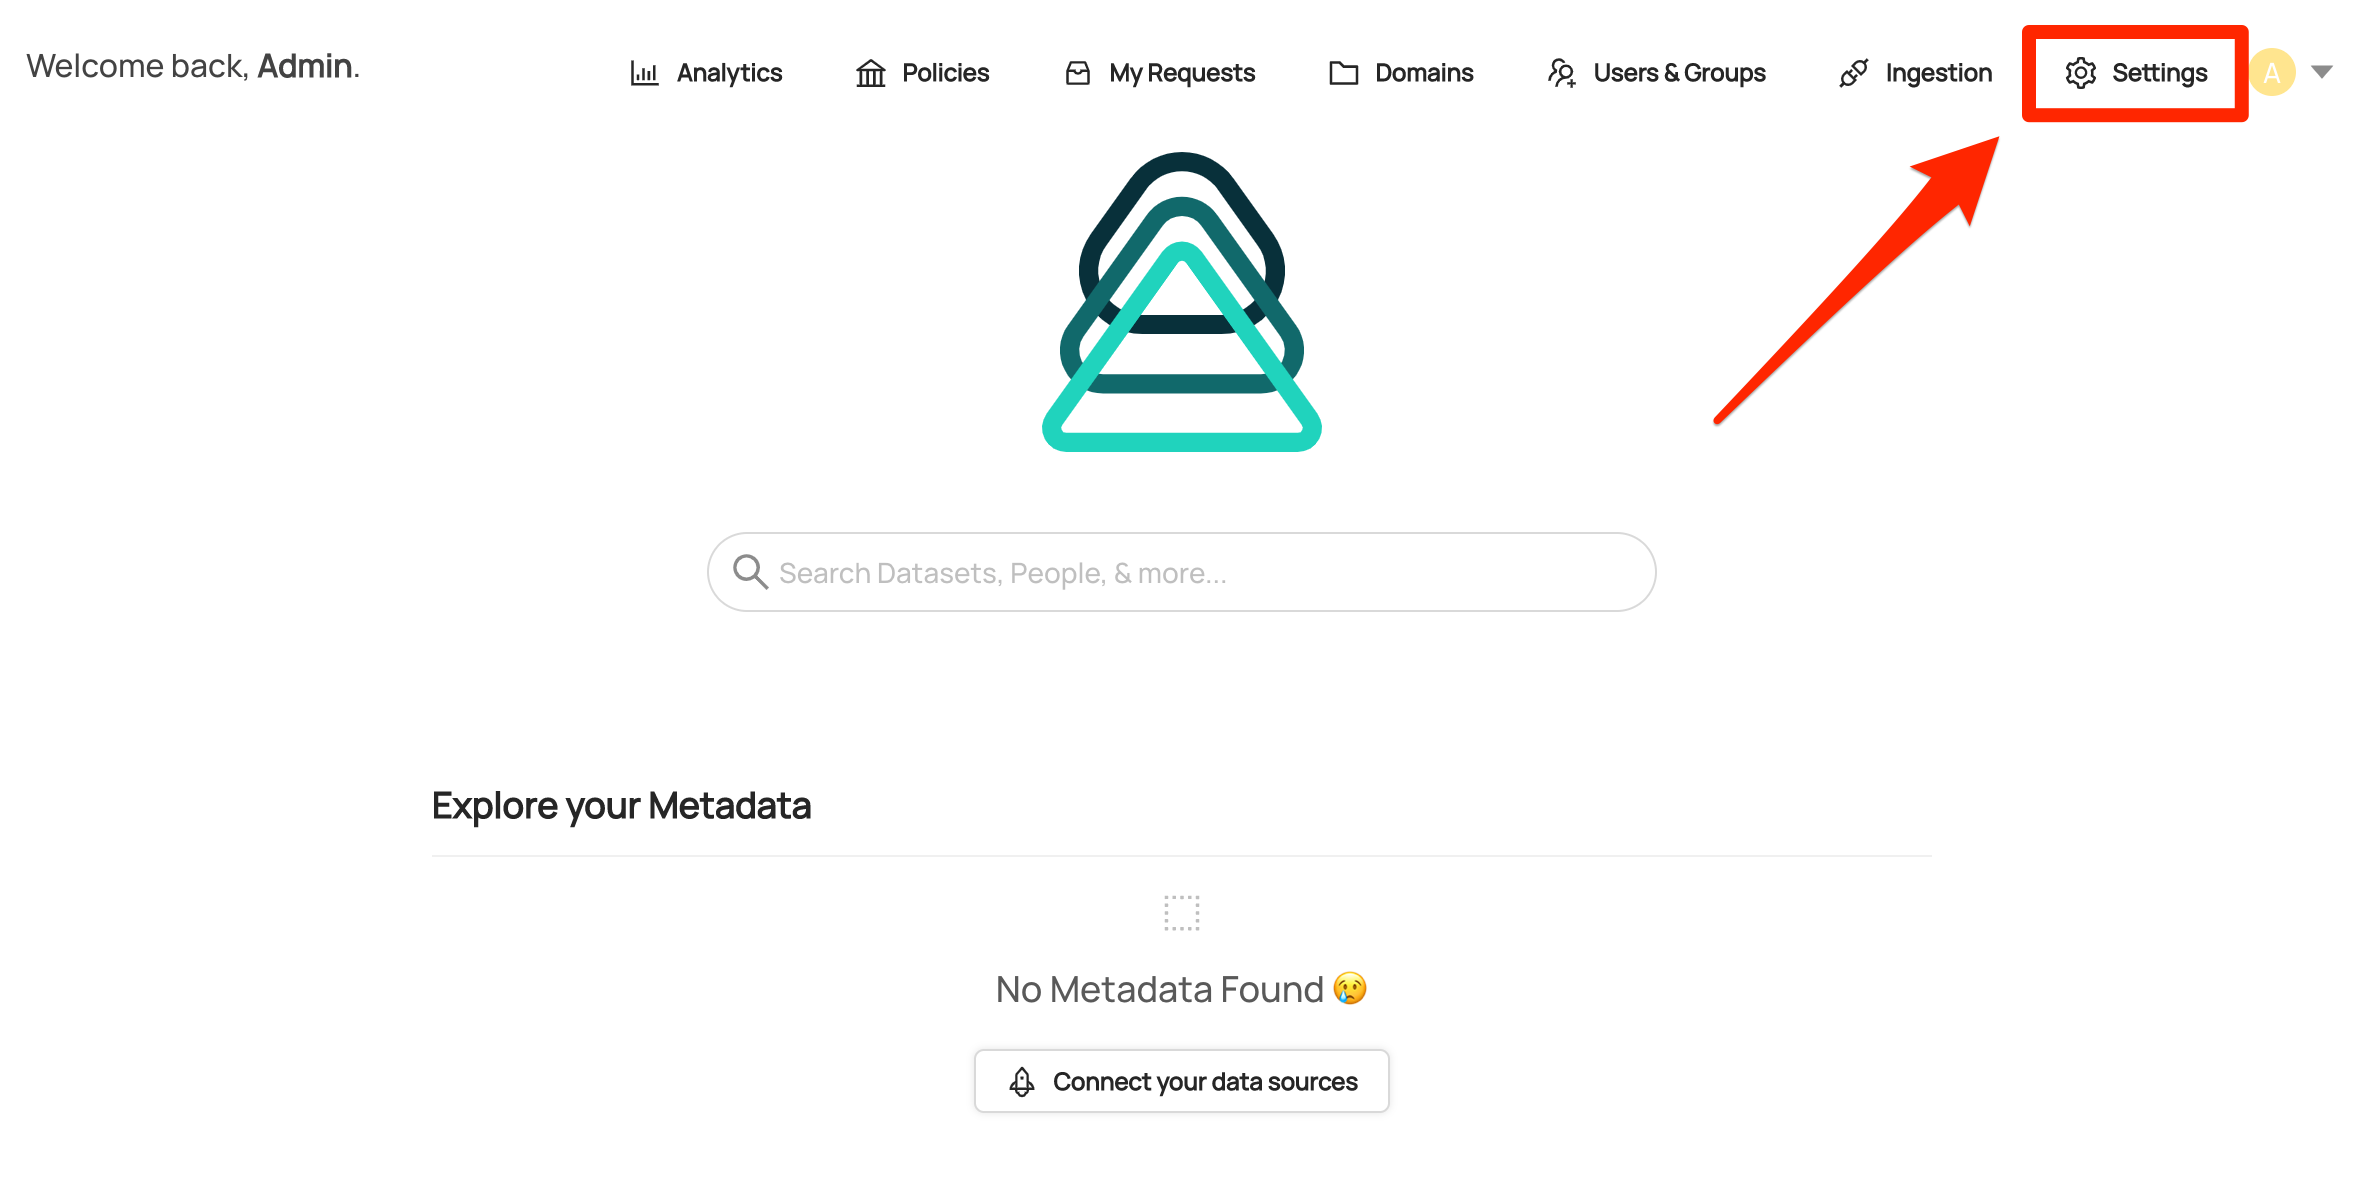 Welcome back, Admin.
Analytics
Policies
My Requests
Domains
Users & Groups
Ingestion
Settings
A
Search Datasets, People, & more...
Explore your Metadata
No Metadata Found 😢
Connect your data sources